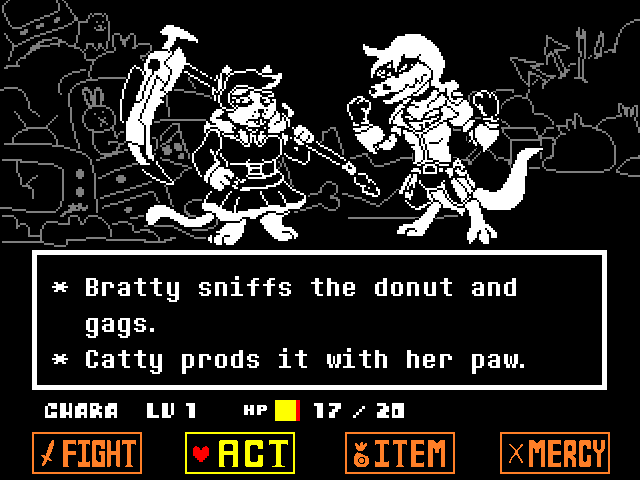 * Bratty sniffs the donut and
gags.
* Catty prods it with her paw.
CHARA LV 1 HP 17 / 20
FIGHT ACT ITEM MERCY